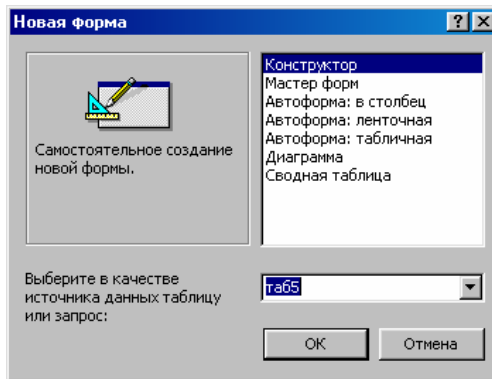 Новая форма
Самостоятельное создание
новой формы.
Конструктор
Мастер форм
Автоформа: в столбец
Автоформа: ленточная
Автоформа: табличная
Диаграмма
Сводная таблица
Выберите в качестве
источника данных таблицу
или запрос:
таб5
ОК
Отмена